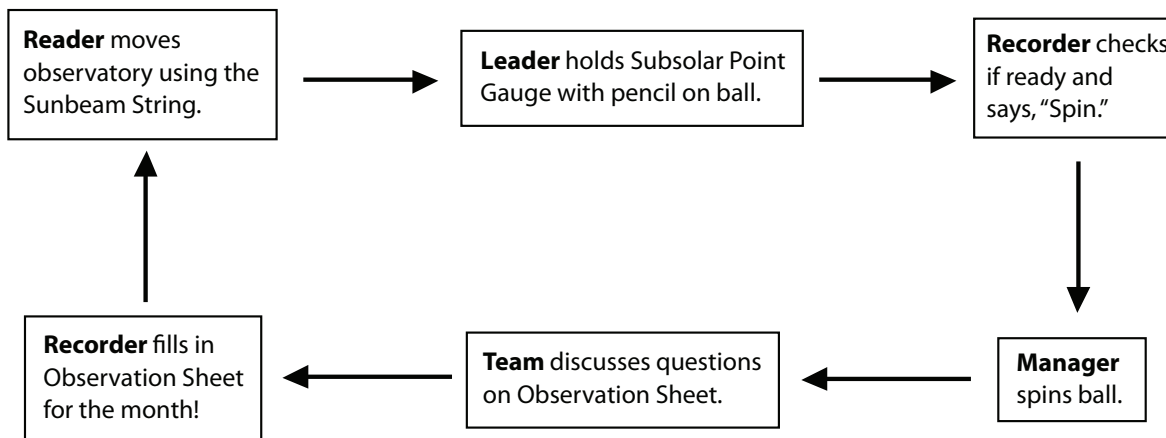 Reader moves
observatory using the
Sunbeam String.
Leader holds Subsolar Point
Gauge with pencil on ball.
Recorder checks
if ready and
says, “Spin.”
Manager
spins ball.
Team discusses questions
on Observation Sheet.
Recorder fills in
Observation Sheet
for the month!